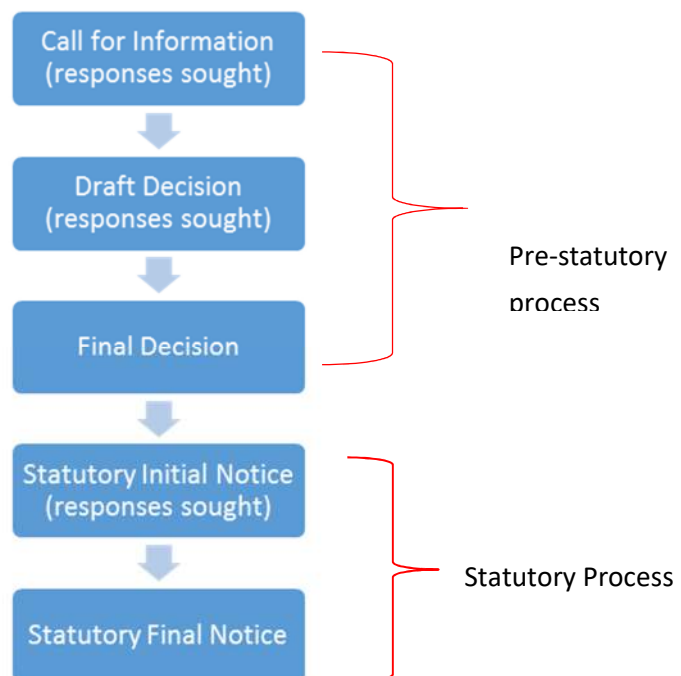 Call for Information
(responses sought)
Draft Decision
(responses sought)
Final Decision
Pre-statutory
process
Statutory Initial Notice
(responses sought)
Statutory Final Notice
Statutory Process